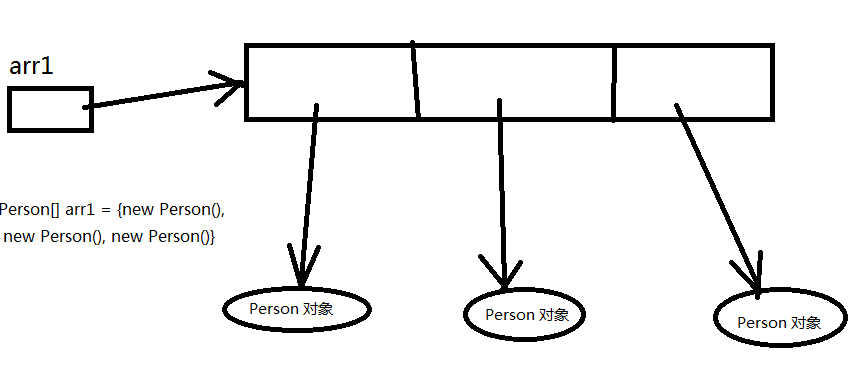 arr1
Person[] arr1 = {new Person(),
new Person(), new Person()}
Person 对象
Person 对象
Person 对象